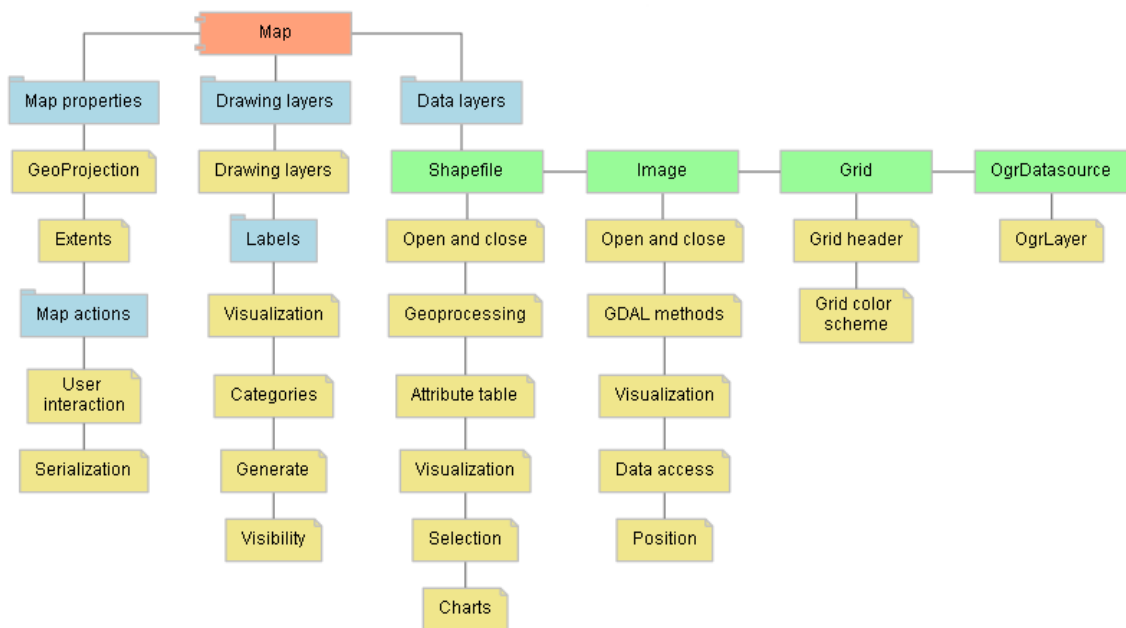 Map
Map properties
Drawing layers
Data layers
GeoProjection
Drawing layers
Shapefile
Image
Grid
OgrDatasource
Extents
Labels
Open and close
Open and close
Grid header
OgrLayer
Map actions
Visualization
Geoprocessing
GDAL methods
Grid color
scheme
User
interaction
Categories
Attribute table
Visualization
Serialization
Generate
Visualization
Data access
Visibility
Selection
Position
Charts